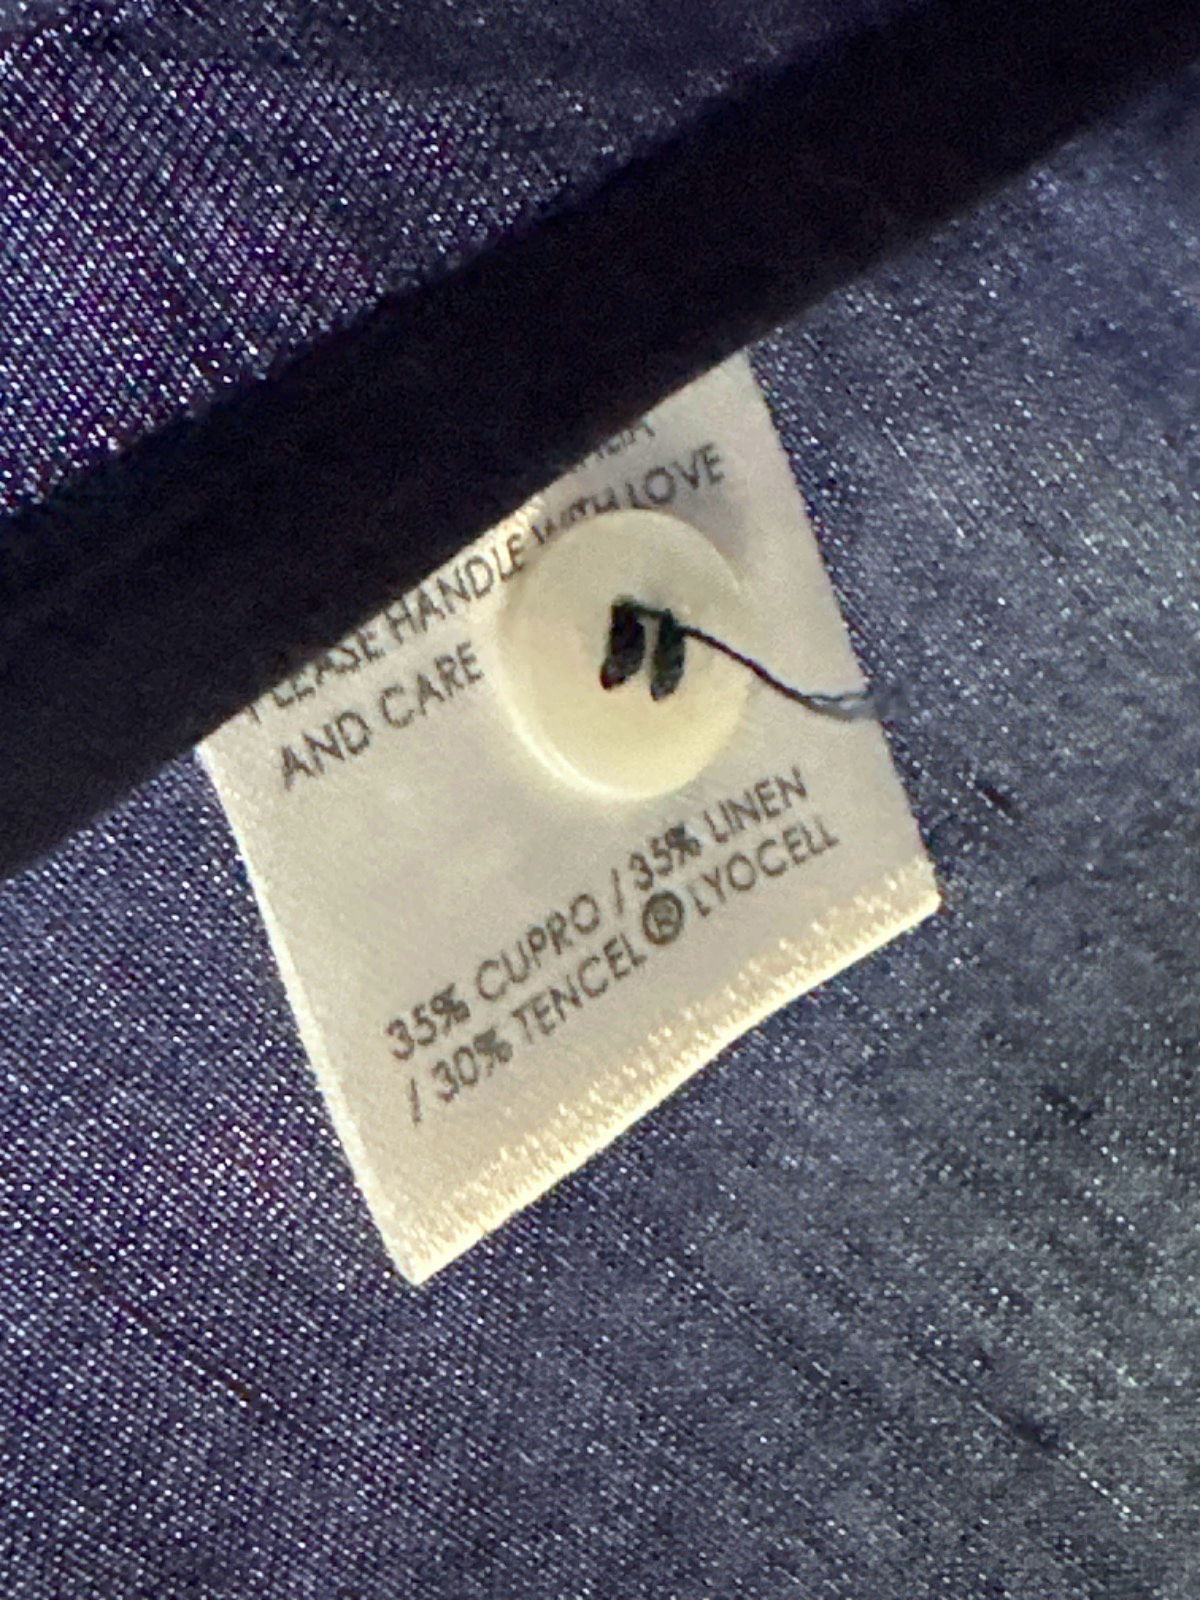 PLEASE HANDLE WITH LOVE
AND CARE
35% CUPRO / 35% LINEN
/ 30% TENCEL® LYOCELL